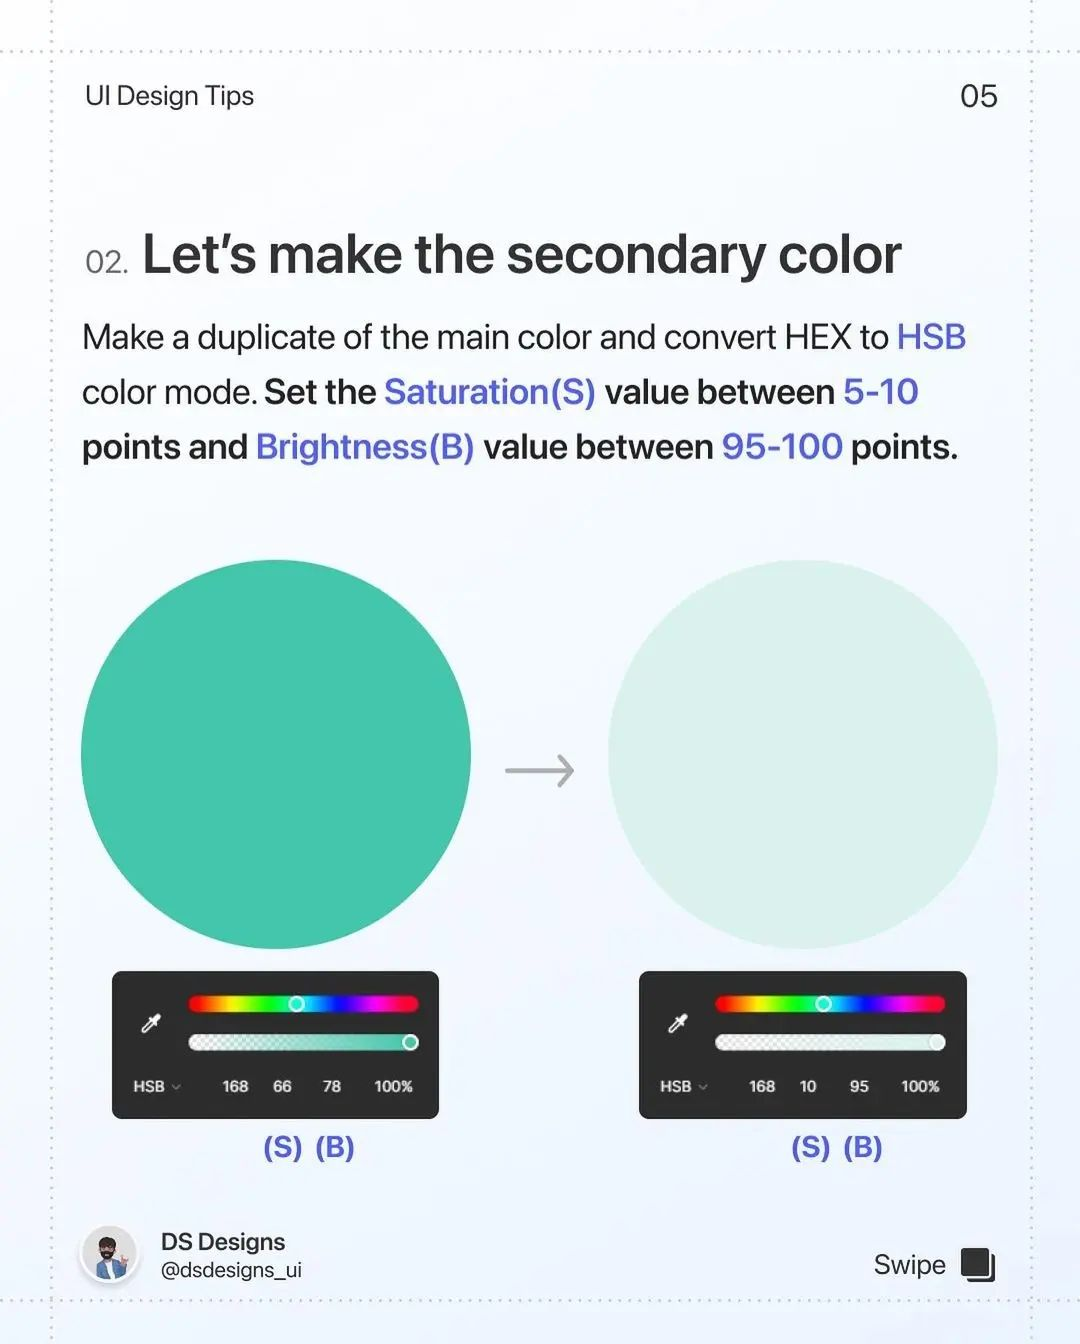 UI Design Tips
05
02. Let's make the secondary color
Make a duplicate of the main color and convert HEX to HSB
color mode. Set the Saturation(S) value between 5-10
points and Brightness(B) value between 95-100 points.
HSB 168 66 78 100%
(S) (B)
HSB 168 10 95 100%
(S) (B)
DS Designs
@dsdesigns_ui
Swipe